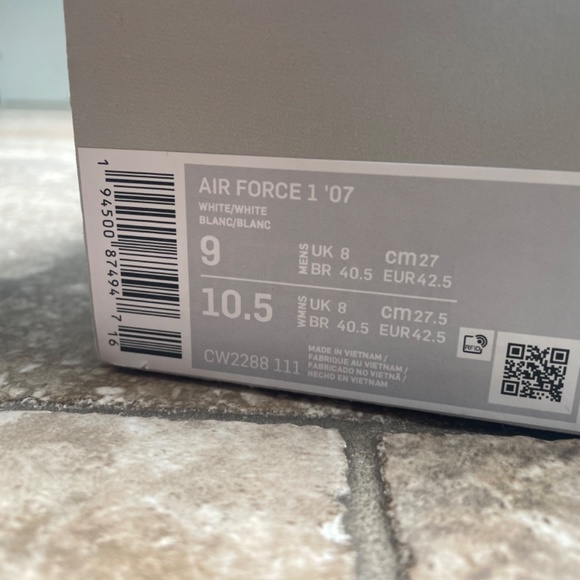 1 94500 87494 716
AIR FORCE 1 '07
WHITE/WHITE
BLANC/BLANC
9
MENS
UK 8 cm 27
BR 40.5 EUR 42.5
10.5
WMNS
UK 8 cm 27.5
BR 40.5 EUR 42.5
CW2288 111
MADE IN VIETNAM /
FABRIQUE AU VIETNAM /
FABRICADO NO VIETNÃ /
HECHO EN VIETNAM
RFID